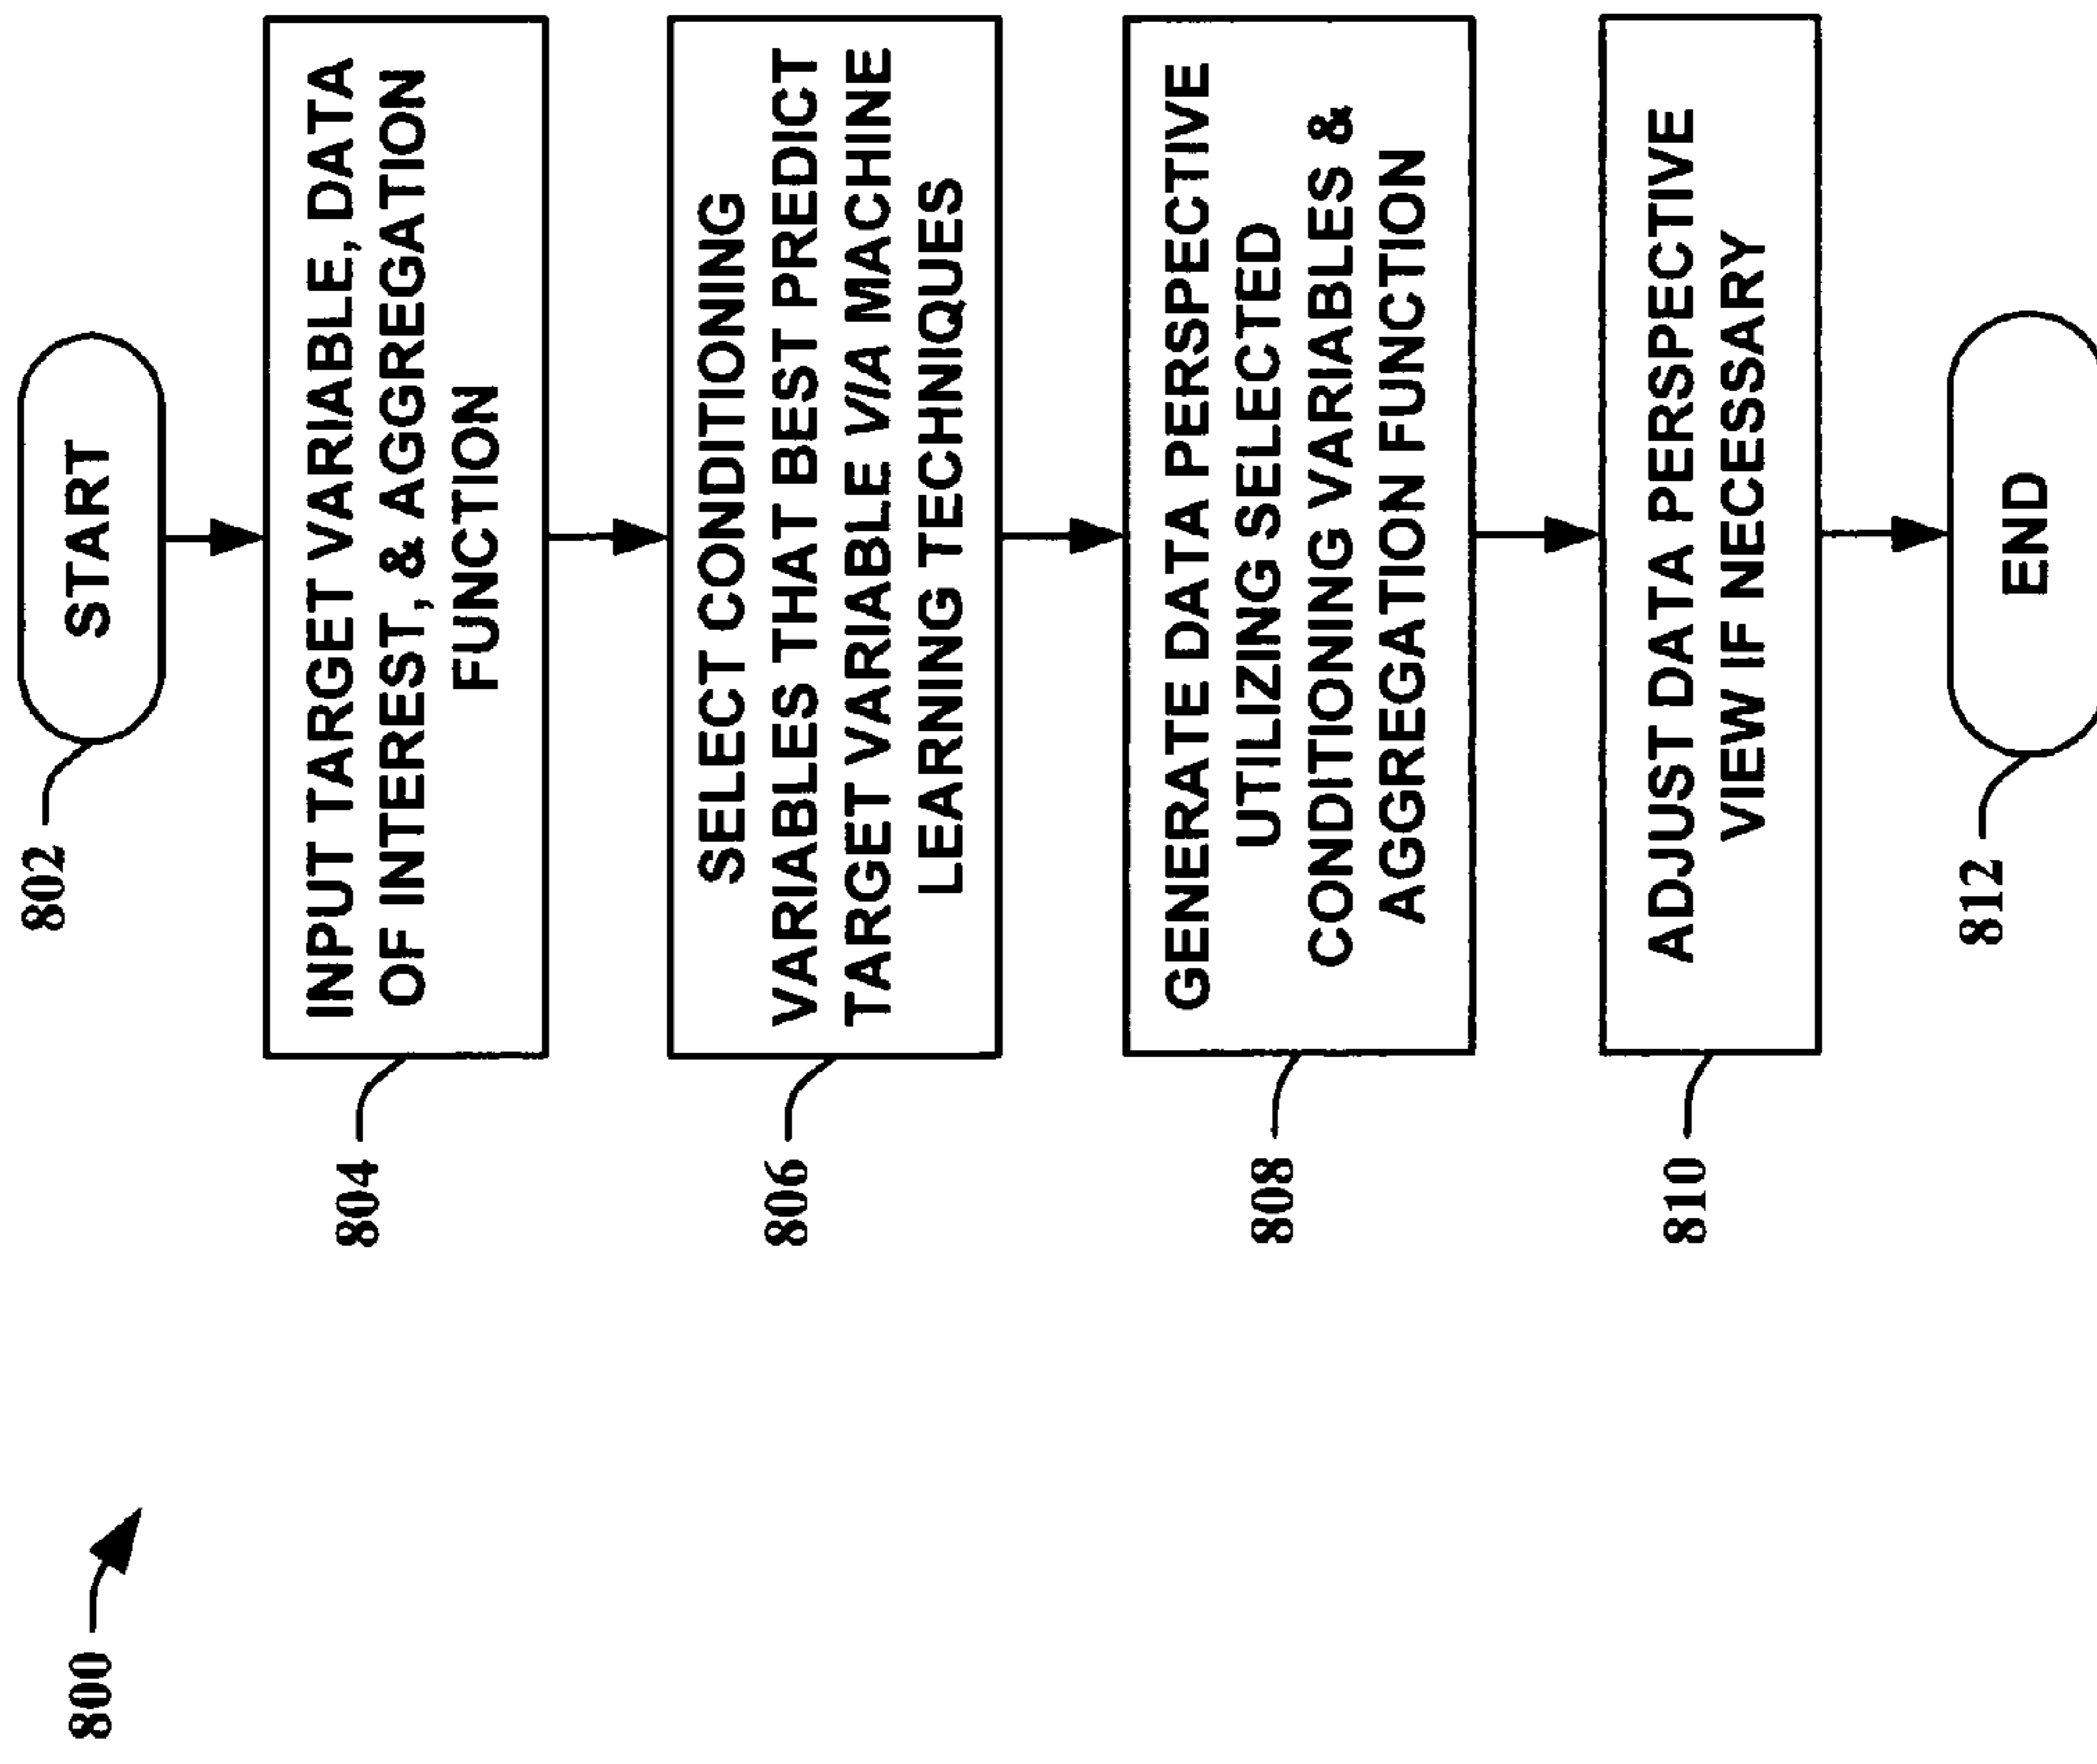 800
802
START
804
INPUT TARGET VARIABLE, DATA
OF INTEREST, & AGGREGATION
FUNCTION
806
SELECT CONDITIONING
VARIABLES THAT BEST PREDICT
TARGET VARIABLE VIA MACHINE
LEARNING TECHNIQUES
808
GENERATE DATA PERSPECTIVE
UTILIZING SELECTED
CONDITIONING VARIABLES &
AGGREGATION FUNCTION
810
ADJUST DATA PERSPECTIVE
VIEW IF NECESSARY
812
END